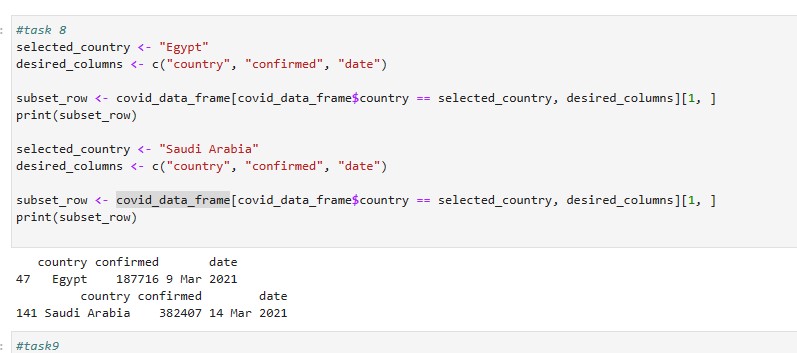 #task 8
selected_country <- "Egypt"
desired_columns <- c("country", "confirmed", "date")
subset_row <- covid_data_frame[covid_data_frame$country == selected_country, desired_columns][1, ]
print(subset_row)
selected_country <- "Saudi Arabia"
desired_columns <- c("country", "confirmed", "date")
subset_row <- covid_data_frame[covid_data_frame$country == selected_country, desired_columns][1, ]
print(subset_row)
country confirmed date
47 Egypt 187716 9 Mar 2021
country confirmed date
141 Saudi Arabia 382407 14 Mar 2021
#task9